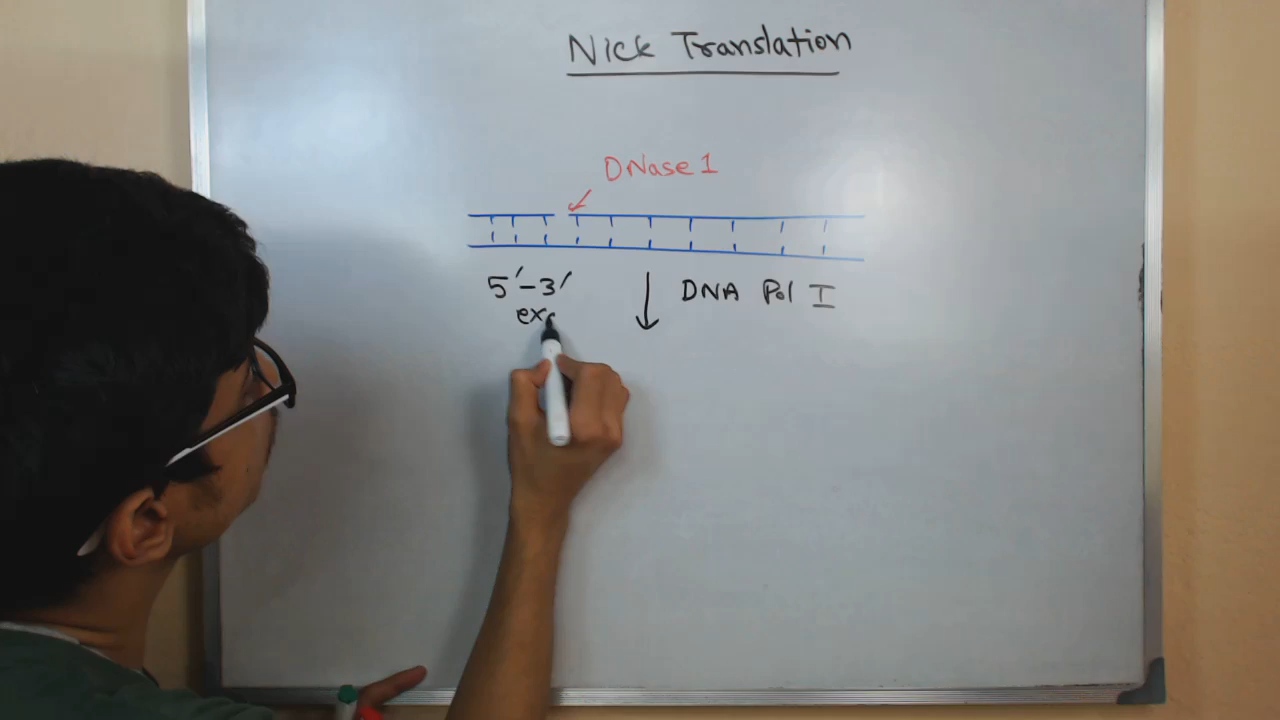 Nick Translation
DNase 1
5'-3'
exo
DNA Pol I